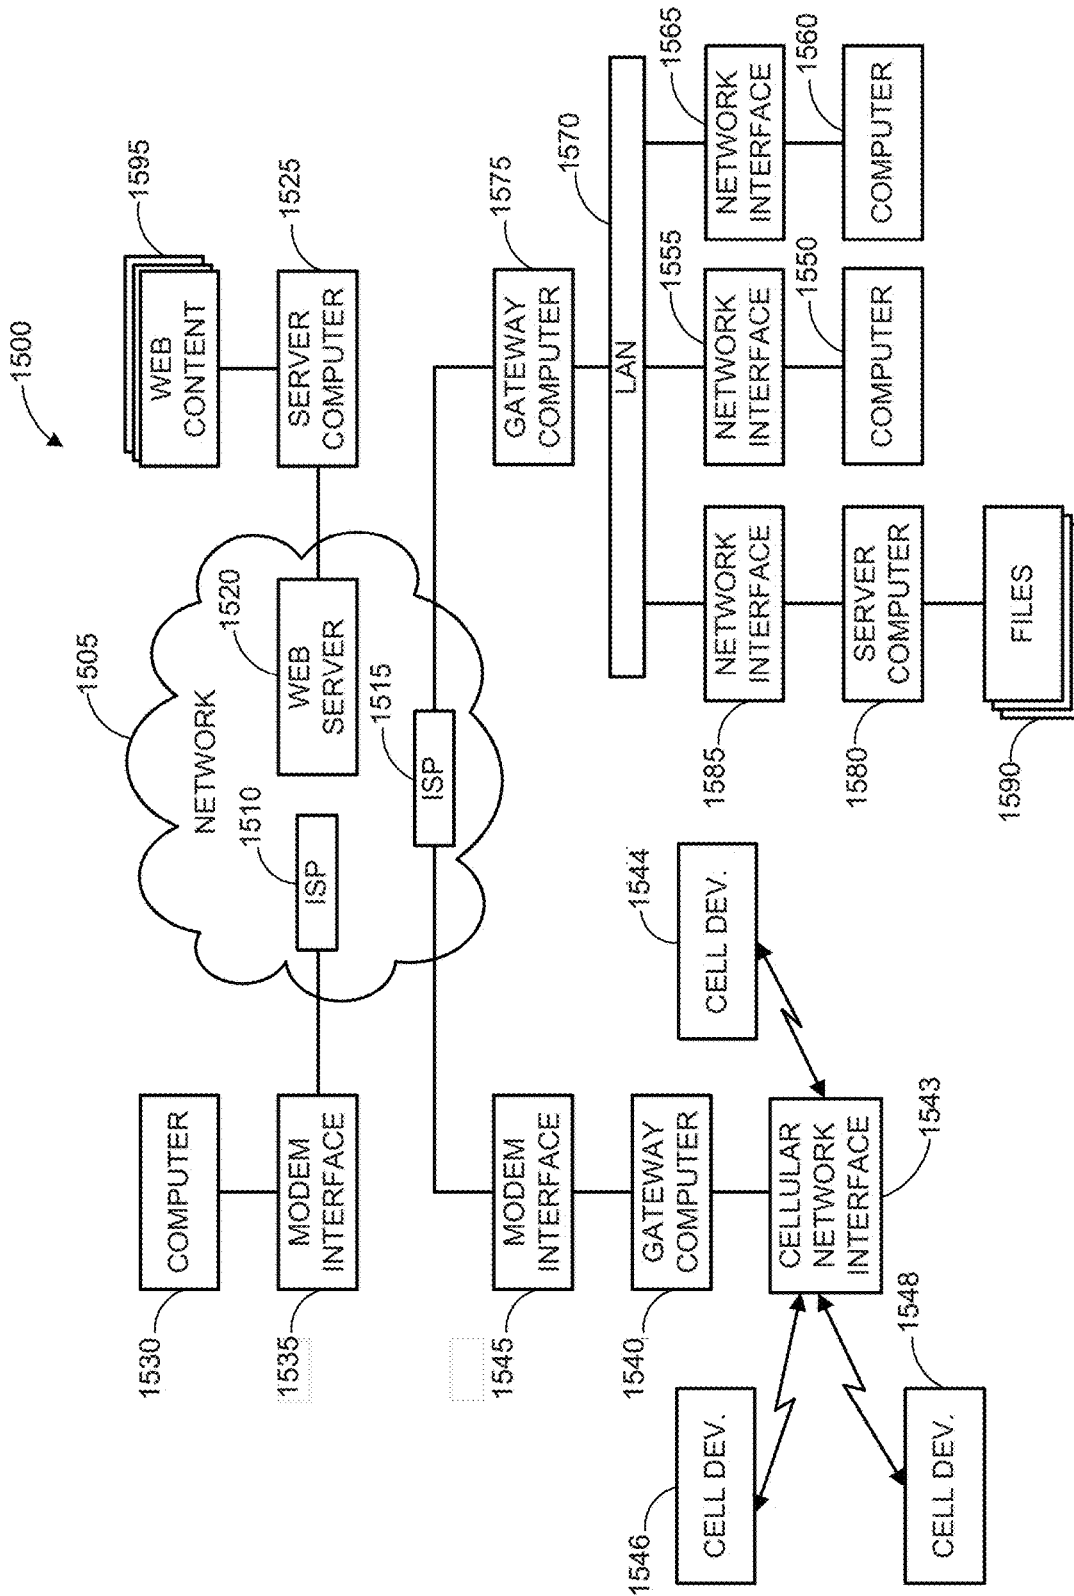 1500
1505
NETWORK
1595
WEB
CONTENT
1530
COMPUTER
1510
ISP
1520
WEB
SERVER
1525
SERVER
COMPUTER
1535
MODEM
INTERFACE
1515
ISP
1545
MODEM
INTERFACE
1575
GATEWAY
COMPUTER
1540
GATEWAY
COMPUTER
1570
LAN
1544
CELL DEV.
1585
NETWORK
INTERFACE
1555
NETWORK
INTERFACE
1565
NETWORK
INTERFACE
1546
CELL DEV.
CELLULAR
NETWORK
INTERFACE
1543
1580
SERVER
COMPUTER
1550
COMPUTER
1560
COMPUTER
1548
CELL DEV.
1590
FILES